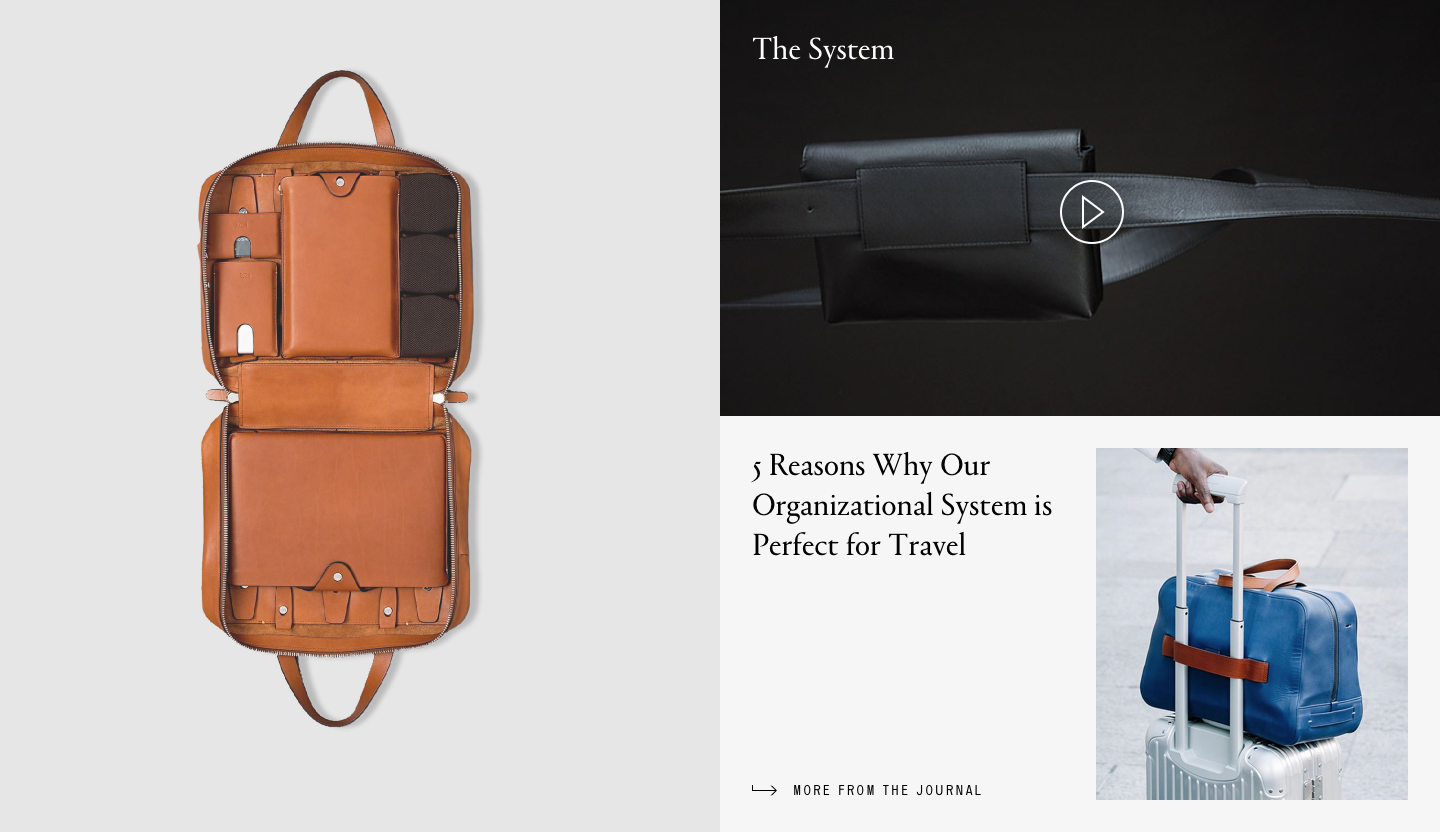 The System
5 Reasons Why Our
Organizational System is
Perfect for Travel
MORE FROM THE JOURNAL